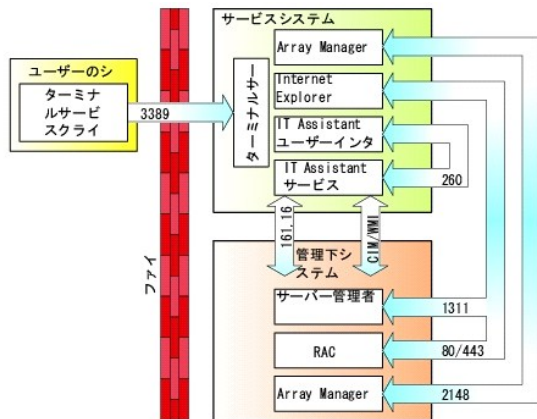 サービスシステム
Array Manager
ユーザーのシ
ターミナ
ルサービ
スクライ
3389
ターミナルサー
Internet
Explorer
IT Assistant
ユーザーインタ
IT Assistant
サービス
260
161,16
CIM/WMI
管理下シ
ステム
ファイ
サーバー管理者
1311
RAC
80/443
Array Manager
2148